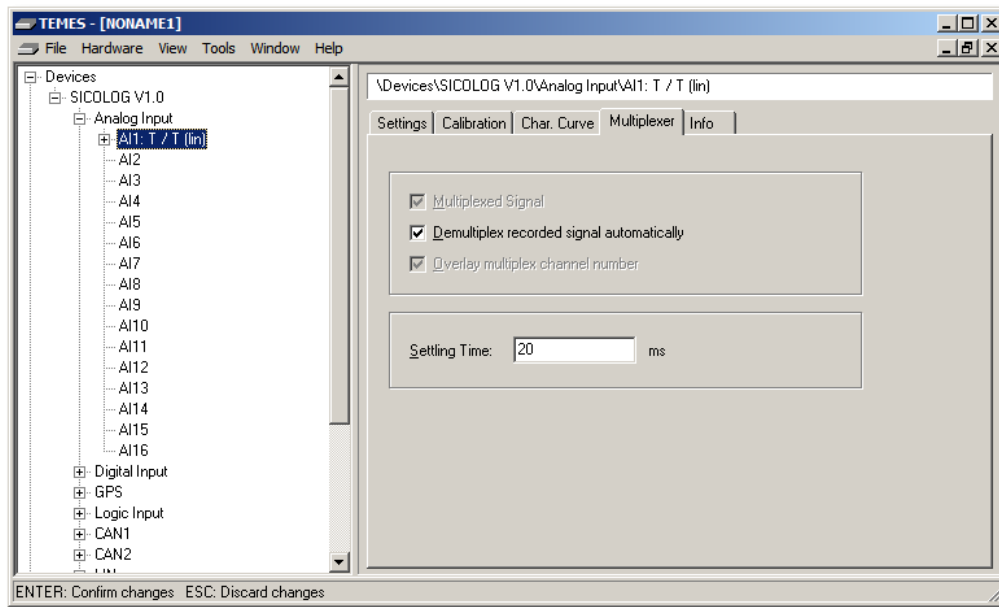 TEMES - [NONAME1]
File Hardware View Tools Window Help
Devices
SICOLOG V1.0
Analog Input
AI1: T / T (lin)
AI2
AI3
AI4
AI5
AI6
AI7
AI8
AI9
AI10
AI11
AI12
AI13
AI14
AI15
AI16
Digital Input
GPS
Logic Input
CAN1
CAN2
\Devices\SICOLOG V1.0\Analog Input\AI1: T / T (lin)
Settings Calibration Char. Curve Multiplexer Info
Multiplexed Signal
Demultiplex recorded signal automatically
Overlay multiplex channel number
Settling Time: 20 ms
ENTER: Confirm changes ESC: Discard changes